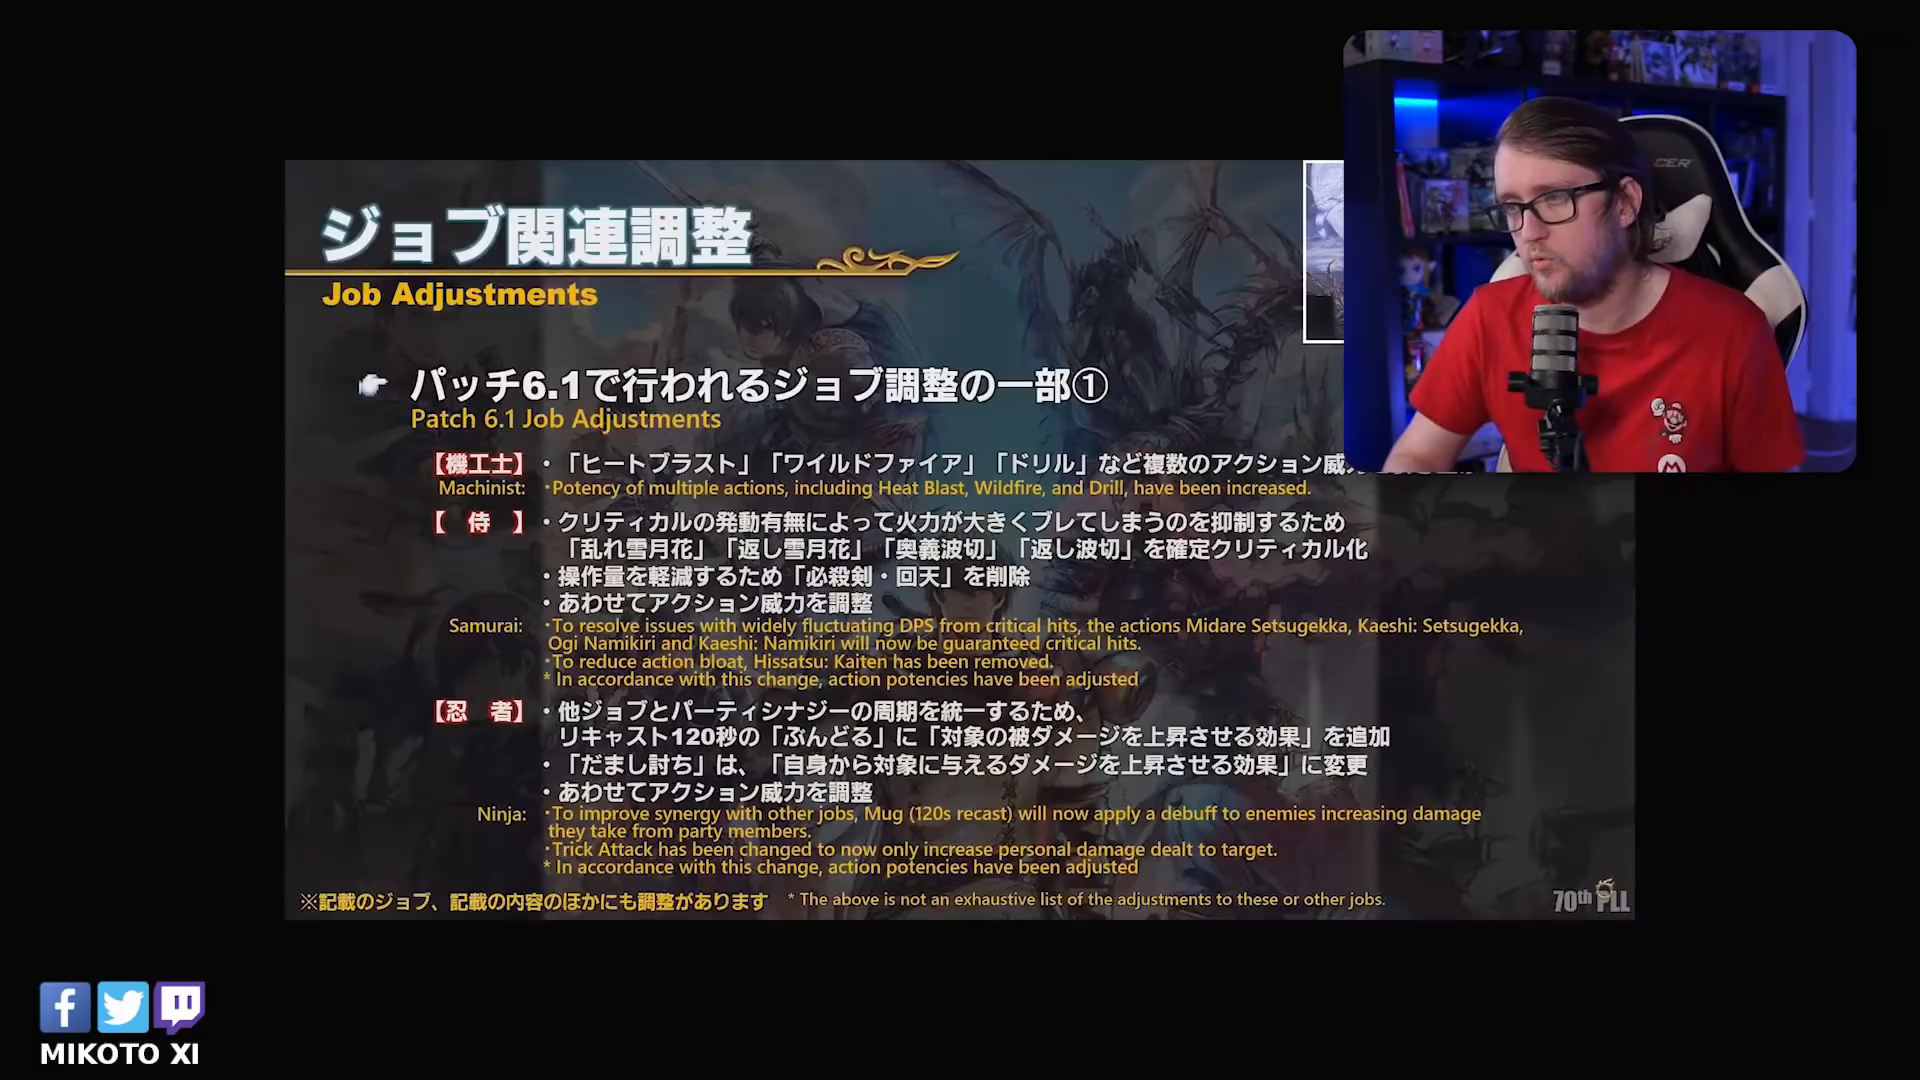 ジョブ関連調整
Job Adjustments
パッチ6.1で行われるジョブ調整の一部①
Patch 6.1 Job Adjustments
【機工士】・「ヒートブラスト」「ワイルドファイア」「ドリル」など複数のアクション威
Machinist: ・Potency of multiple actions, including Heat Blast, Wildfire, and Drill, have been increased.
【 侍 】・クリティカルの発動有無によって火力が大きくブレてしまうのを抑制するため
「乱れ雪月花」「返し雪月花」「奥義波切」「返し波切」を確定クリティカル化
・操作量を軽減するため「必殺剣・回天」を削除
・あわせてアクション威力を調整
Samurai: ・To resolve issues with widely fluctuating DPS from critical hits, the actions Midare Setsugekka, Kaeshi: Setsugekka,
Ogi Namikiri and Kaeshi: Namikiri will now be guaranteed critical hits.
・To reduce action bloat, Hissatsu: Kaiten has been removed.
* In accordance with this change, action potencies have been adjusted
【忍 者】・他ジョブとパーティシナジーの周期を統一するため、
リキャスト120秒の「ぶんどる」に「対象の被ダメージを上昇させる効果」を追加
・「だまし討ち」は、「自身から対象に与えるダメージを上昇させる効果」に変更
・あわせてアクション威力を調整
Ninja: ・To improve synergy with other jobs, Mug (120s recast) will now apply a debuff to enemies increasing damage
they take from party members.
・Trick Attack has been changed to now only increase personal damage dealt to target.
* In accordance with this change, action potencies have been adjusted
※記載のジョブ、記載の内容のほかにも調整があります * The above is not an exhaustive list of the adjustments to these or other jobs.
70th PLL
MIKOTO XI